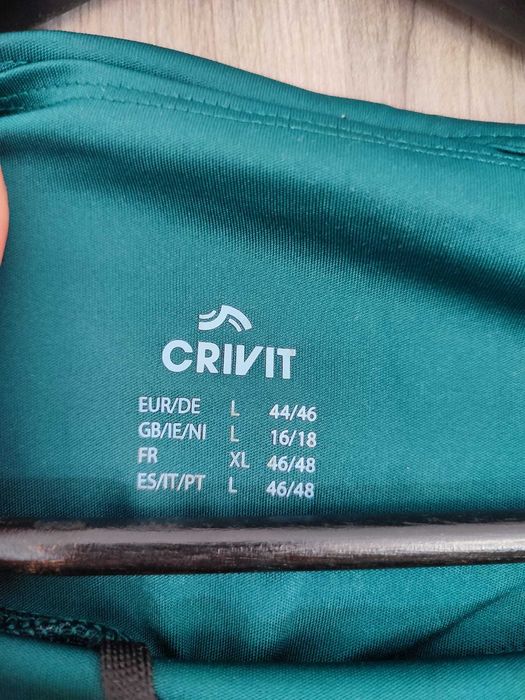 CRIVIT
EUR/DE L 44/46
GB/IE/NI L 16/18
FR XL 46/48
ES/IT/PT L 46/48